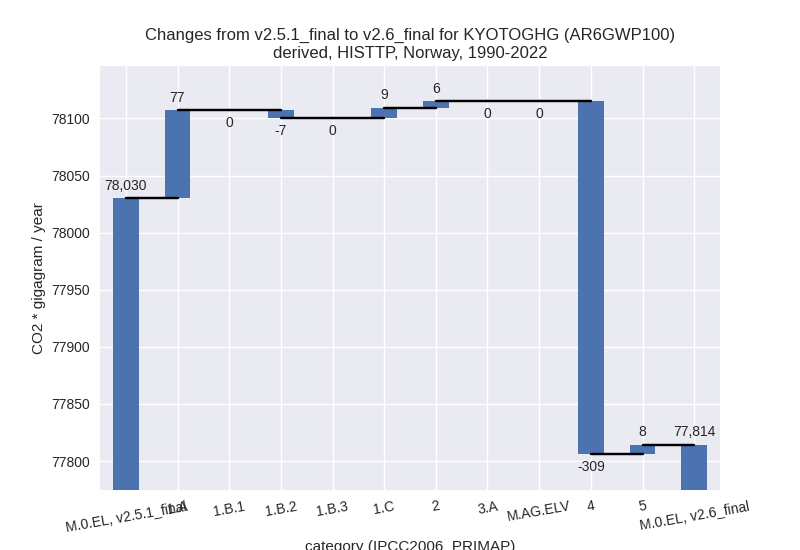 Changes from v2.5.1_final to v2.6_final for KYOTOGHG (AR6GWP100)
derived, HISTTP, Norway, 1990-2022
CO2 * gigagram / year
78100
78050
78000
77950
77900
77850
77800
78,030
77
0
-7
0
9
6
0
0
-309
8
77,814
M.0.EL, v2.5.1_final
1.A
1.B.1
1.B.2
1.B.3
1.C
2
3.A
M.AG.ELV
4
5
M.0.EL, v2.6_final
category (IPCC2006_PRIMAP)